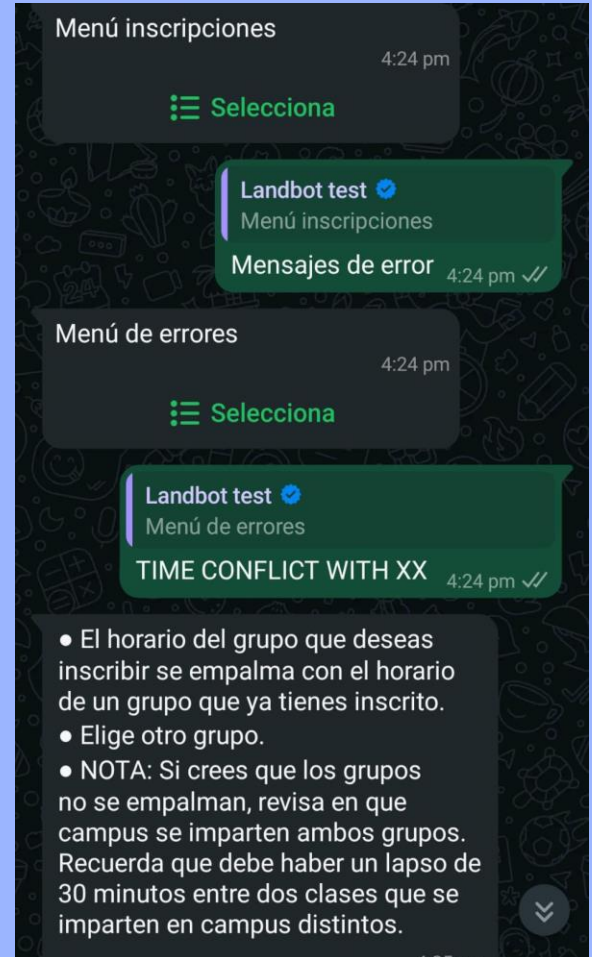 Menú inscripciones
4:24 pm
Selecciona
Landbot test
Menú inscripciones
Mensajes de error 4:24 pm
Menú de errores
4:24 pm
Selecciona
Landbot test
Menú de errores
TIME CONFLICT WITH XX 4:24 pm
● El horario del grupo que deseas
inscribir se empalma con el horario
de un grupo que ya tienes inscrito.
● Elige otro grupo.
● NOTA: Si crees que los grupos
no se empalman, revisa en que
campus se imparten ambos grupos.
Recuerda que debe haber un lapso de
30 minutos entre dos clases que se
imparten en campus distintos.